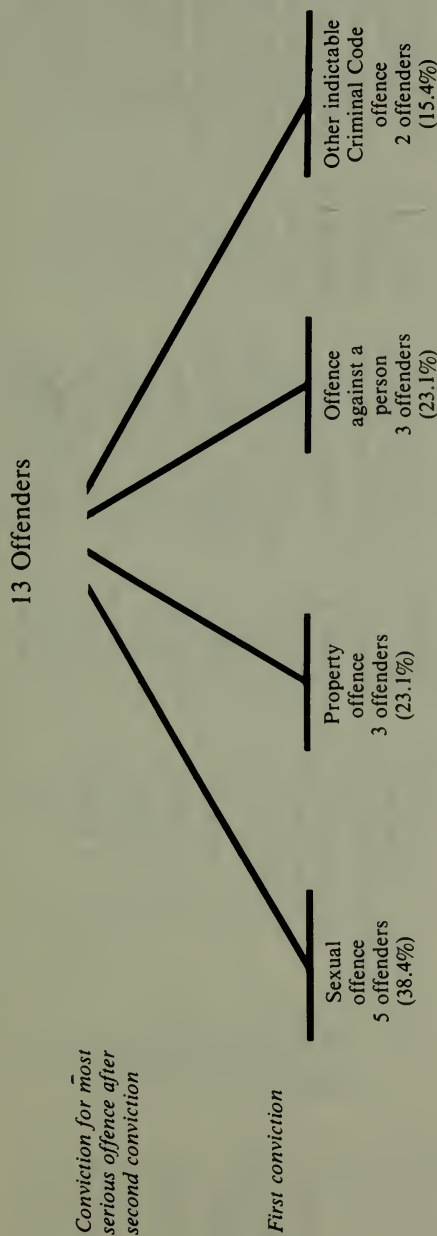 13 Offenders
Conviction for most
serious offence after
second conviction
First conviction
Sexual
offence
5 offenders
(38.4%)
Property
offence
3 offenders
(23.1%)
Offence
against a
person
3 offenders
(23.1%)
Other indictable
Criminal Code
offence
2 offenders
(15.4%)